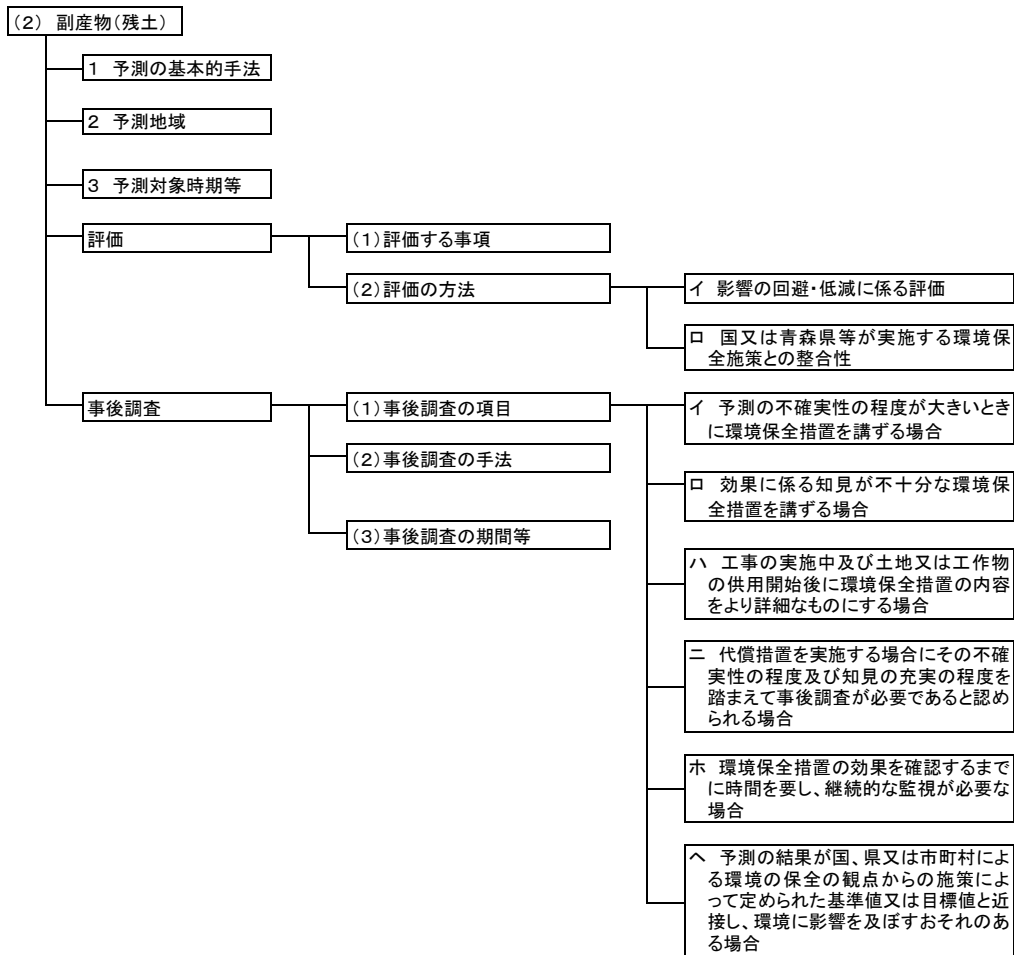 (2) 副産物(残土)
1 予測の基本的手法
2 予測地域
3 予測対象時期等
評価
(1)評価する事項
(2)評価の方法
イ 影響の回避・低減に係る評価
ロ 国又は青森県等が実施する環境保
全施策との整合性
事後調査
(1)事後調査の項目
(2)事後調査の手法
(3)事後調査の期間等
イ 予測の不確実性の程度が大きいとき
に環境保全措置を講ずる場合
ロ 効果に係る知見が不十分な環境保
全措置を講ずる場合
ハ 工事の実施中及び土地又は工作物
の供用開始後に環境保全措置の内容
をより詳細なものにする場合
ニ 代償措置を実施する場合にその不確
実性の程度及び知見の充実の程度を
踏まえて事後調査が必要であると認め
られる場合
ホ 環境保全措置の効果を確認するまで
に時間を要し、継続的な監視が必要な
場合
ヘ 予測の結果が国、県又は市町村によ
る環境の保全の観点からの施策によ
って定められた基準値又は目標値と近
接し、環境に影響を及ぼすおそれのあ
る場合